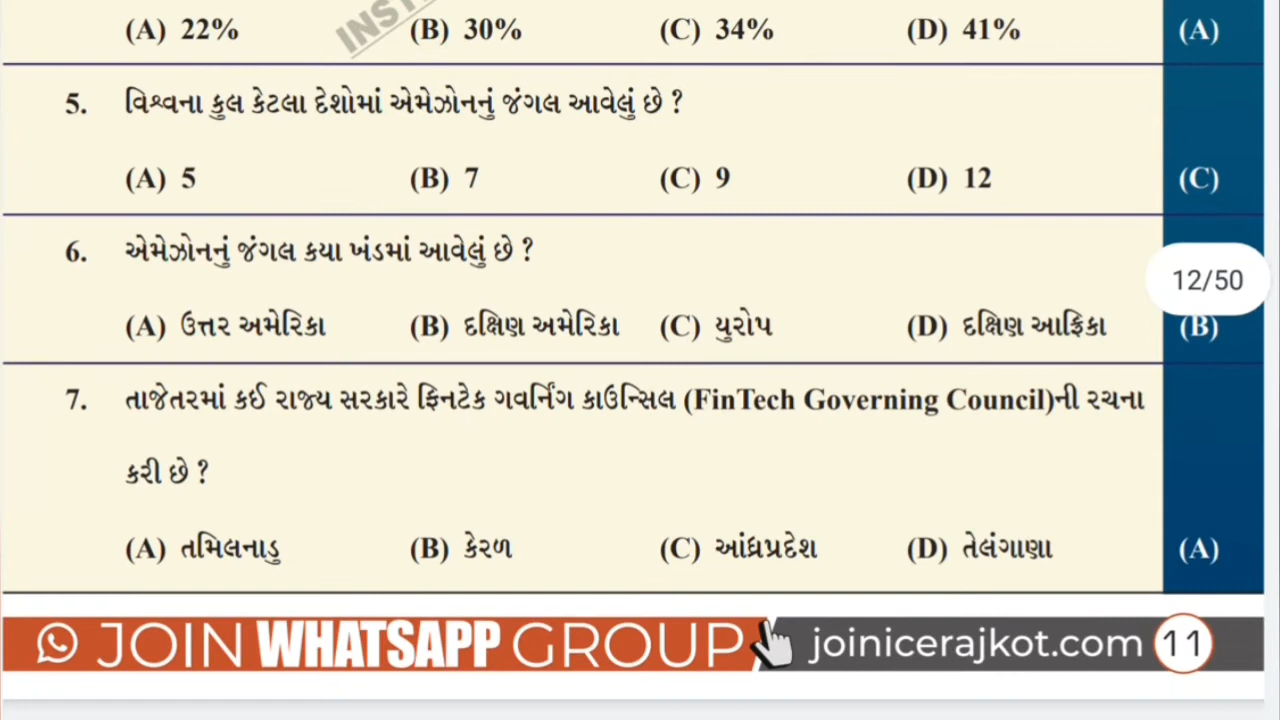 (A) 22% (B) 30% (C) 34% (D) 41% (A)
5. વિશ્વના કુલ કેટલા દેશોમાં એમેઝોનનું જંગલ આવેલું છે ?
(A) 5 (B) 7 (C) 9 (D) 12 (C)
6. એમેઝોનનું જંગલ કયા ખંડમાં આવેલું છે ?
12/50
(A) ઉત્તર અમેરિકા (B) દક્ષિણ અમેરિકા (C) યુરોપ (D) દક્ષિણ આફ્રિકા (B)
7. તાજેતરમાં કઈ રાજ્ય સરકારે ફિનટેક ગવર્નિંગ કાઉન્સિલ (FinTech Governing Council)ની રચના
કરી છે ?
(A) તમિલનાડુ (B) કેરળ (C) આંધ્રપ્રદેશ (D) તેલંગાણા (A)
JOIN WHATSAPP GROUP joinicerajkot.com 11